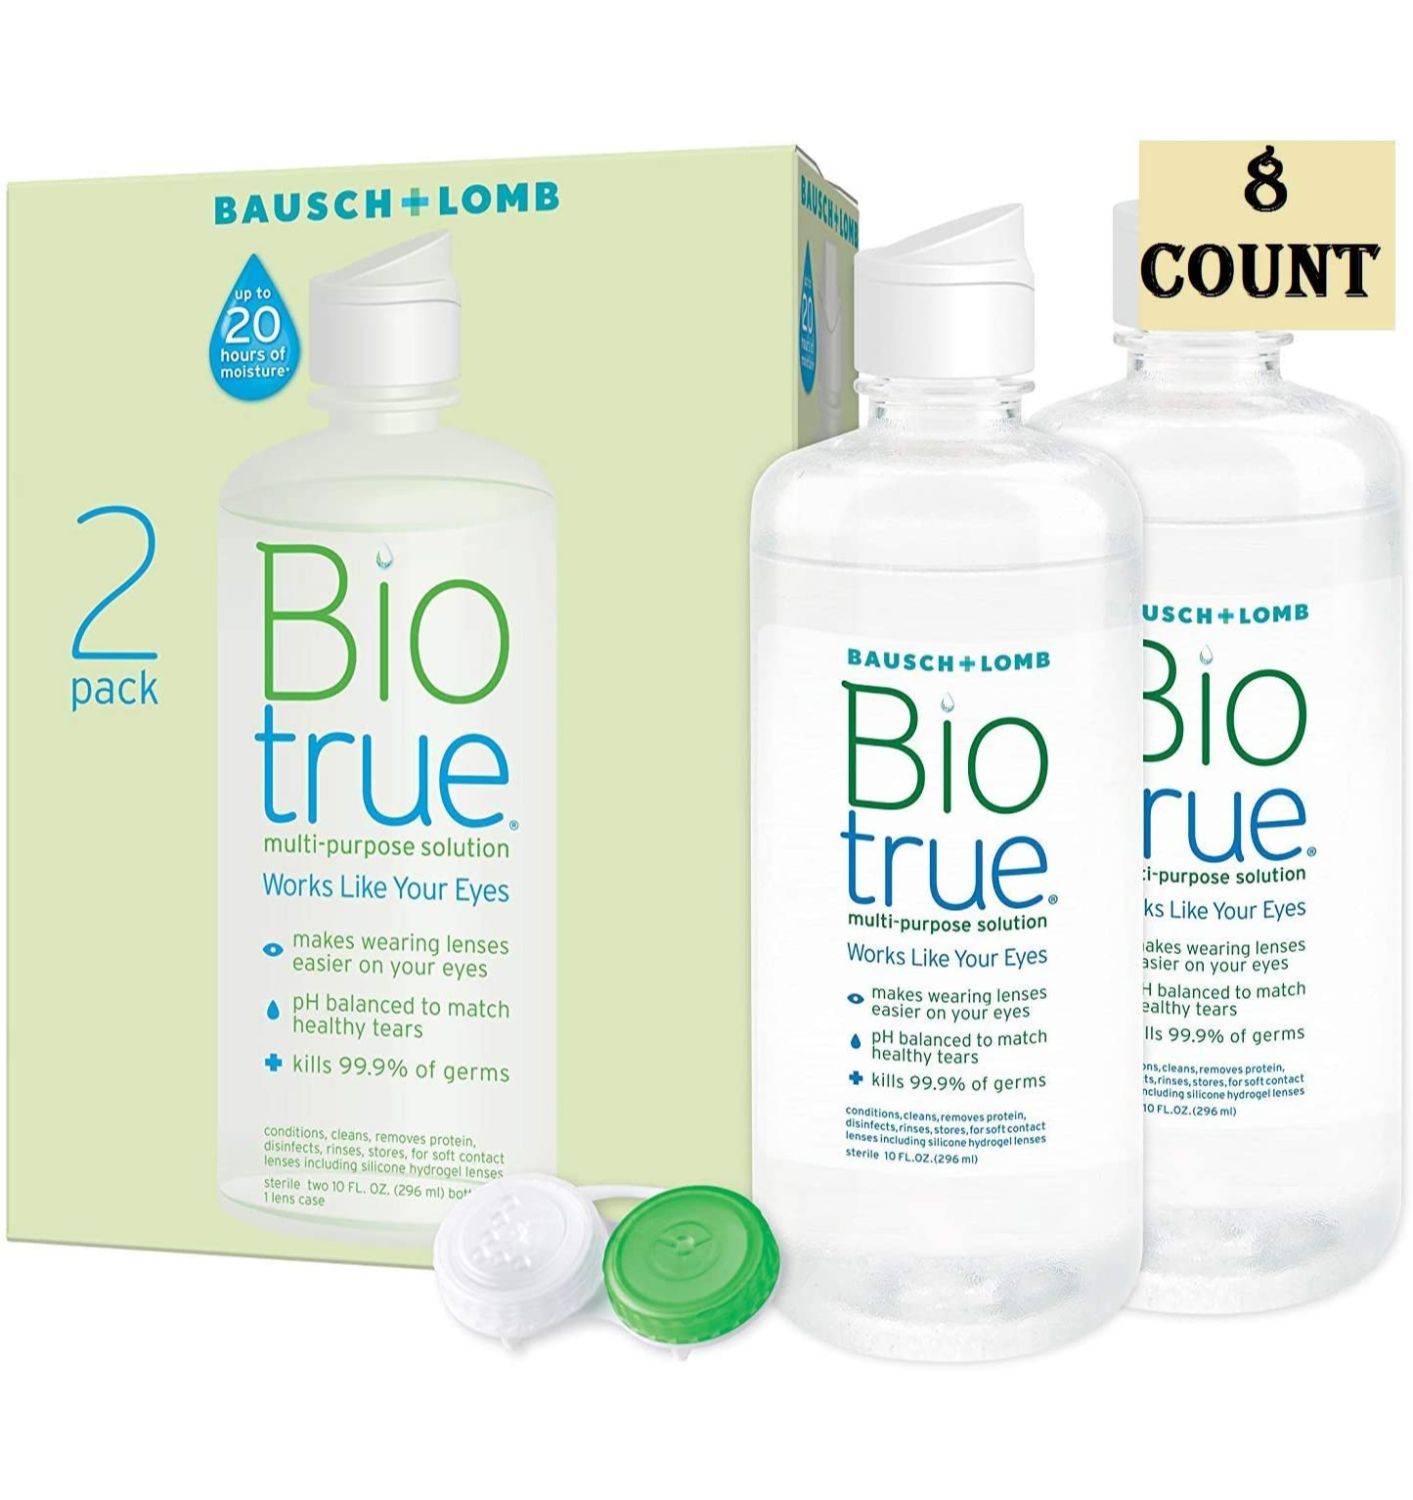 BAUSCH+LOMB
up to
20
hours of
moisture*
2
pack
Bio
true®
multi-purpose solution
Works Like Your Eyes
makes wearing lenses
easier on your eyes
pH balanced to match
healthy tears
kills 99.9% of germs
conditions, cleans, removes protein,
disinfects, rinses, stores, for soft contact
lenses including silicone hydrogel lenses
sterile two 10 FL. OZ. (296 ml)
1 lens case
BAUSCH+LOMB
20
BAUSCH+LOMB
Bio
true®
multi-purpose solution
Works Like Your Eyes
makes wearing lenses
easier on your eyes
pH balanced to match
healthy tears
kills 99.9% of germs
conditions, cleans, removes protein,
disinfects, rinses, stores, for soft contact
lenses including silicone hydrogel lenses
sterile 10 FL.OZ.(296 ml)
8
COUNT
USCH+LOMB
Bio
rue®
i-purpose solution
ks Like Your Eyes
akes wearing lenses
asier on your eyes
H balanced to match
ealthy tears
lls 99.9% of germs
ns, cleans, removes protein,
ts, rinses, stores, for soft contact
ncluding silicone hydrogel lenses
10 FL.OZ.(296 ml)